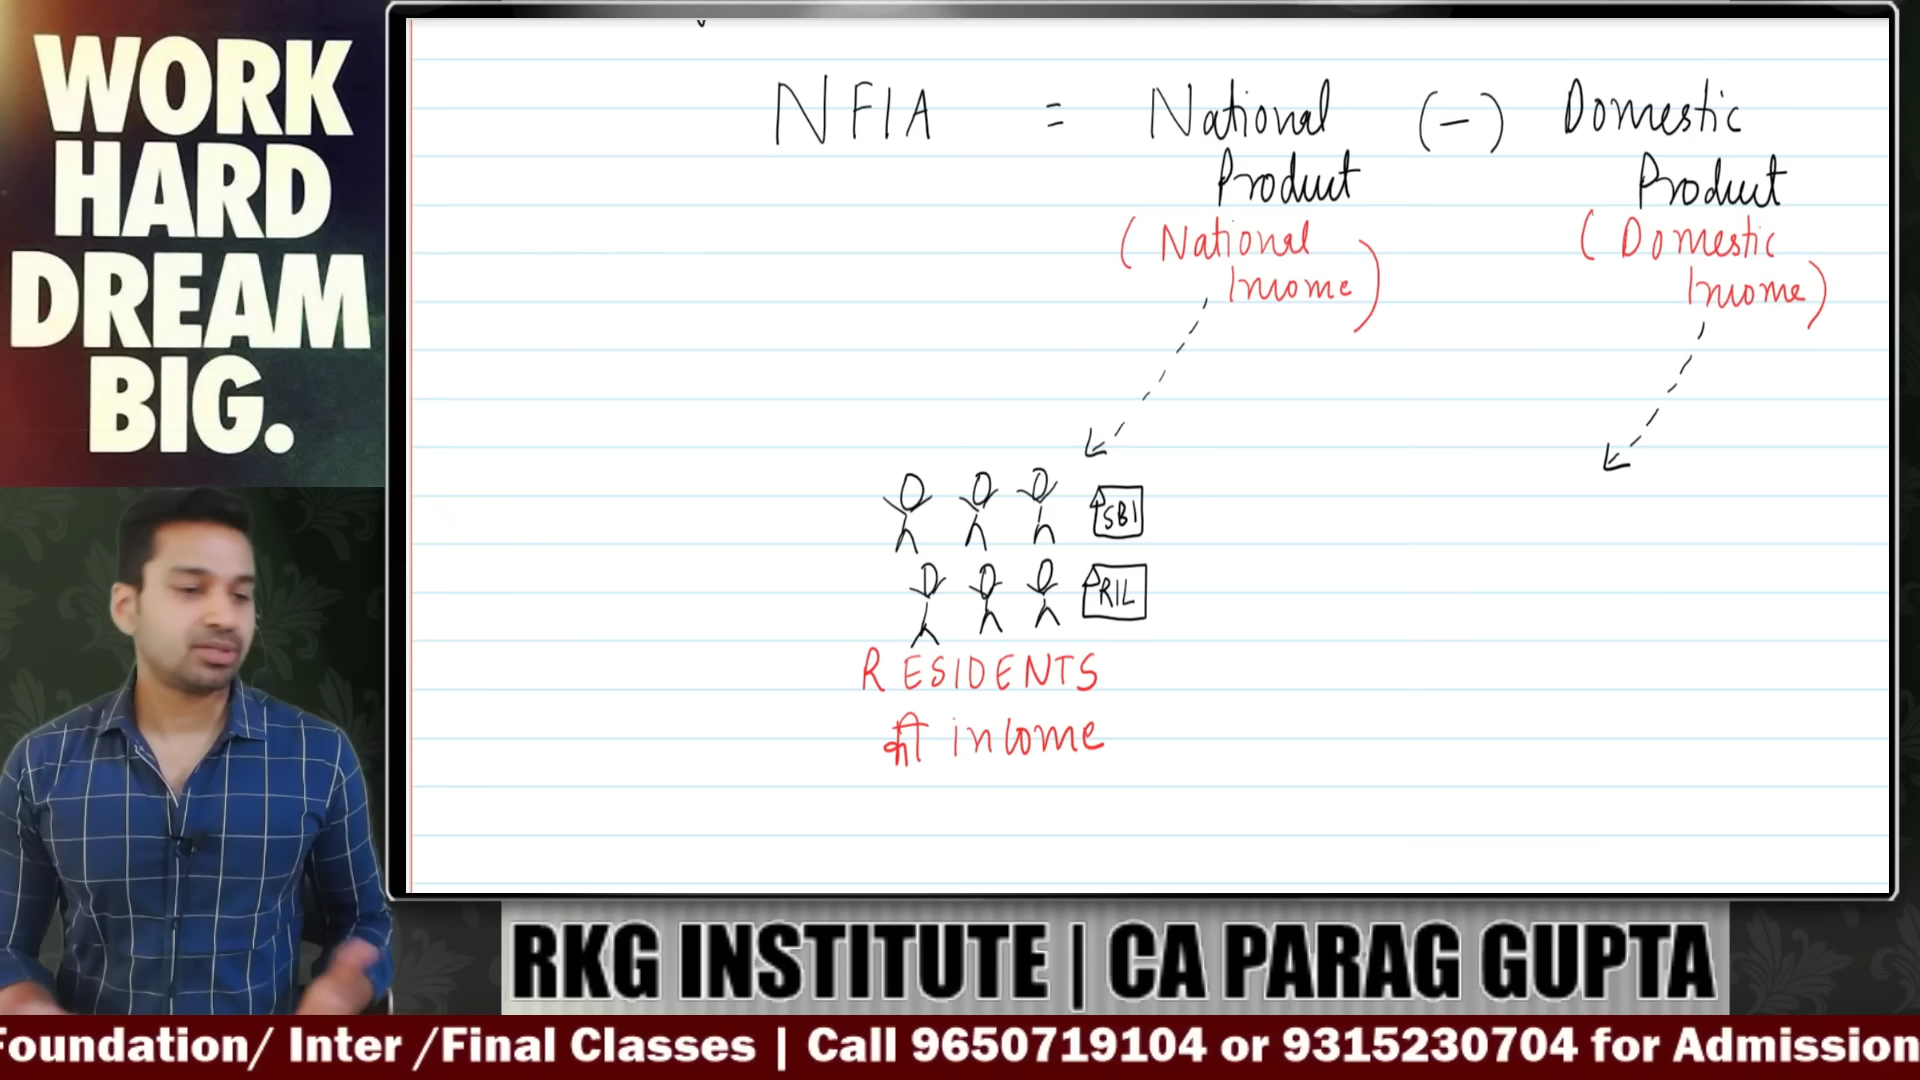 WORK
HARD
DREAM
BIG.
NFIA = National (-) Domestic
Product Product
( National ( Domestic
Income) Income)
SBI
RIL
RESIDENTS
की income
RKG INSTITUTE | CA PARAG GUPTA
Foundation/ Inter /Final Classes | Call 9650719104 or 9315230704 for Admission